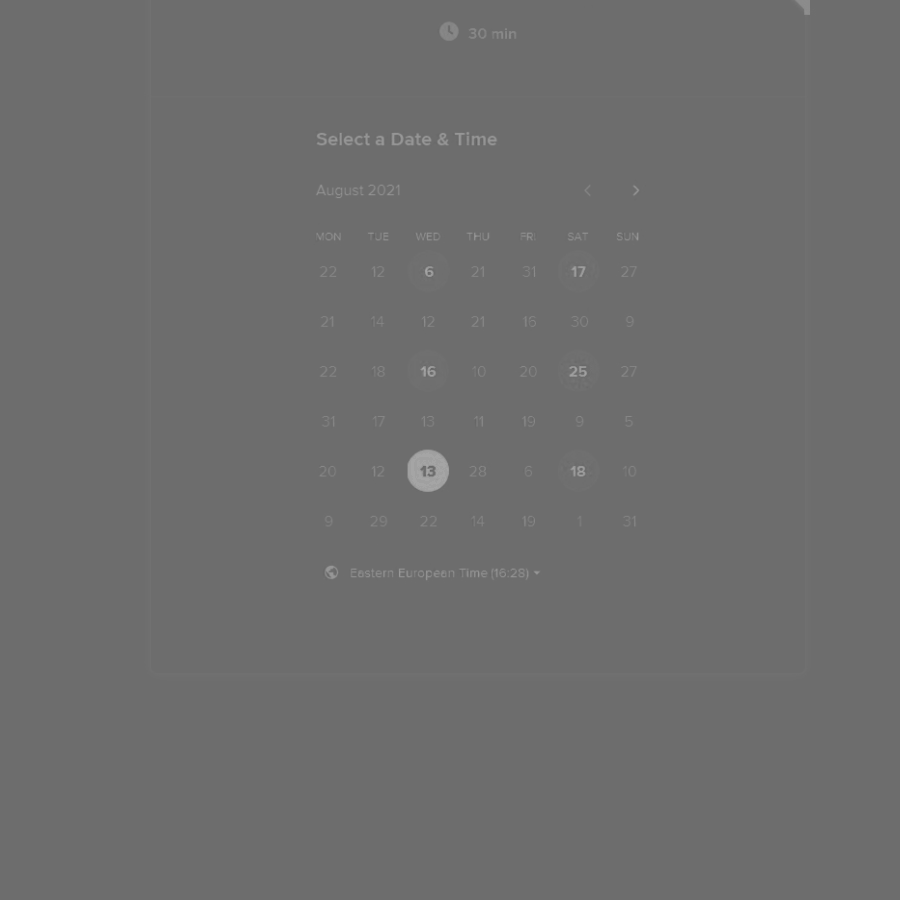 30 min
Select a Date & Time
August 2021
MON TUE WED THU FRI SAT SUN
22 12 6 21 31 17 27
21 14 12 21 15 30 9
22 18 16 10 20 25 27
31 17 13 11 19 9 5
20 12 13 28 6 18 10
9 29 22 14 19 1 31
Eastern European Time (16:28)